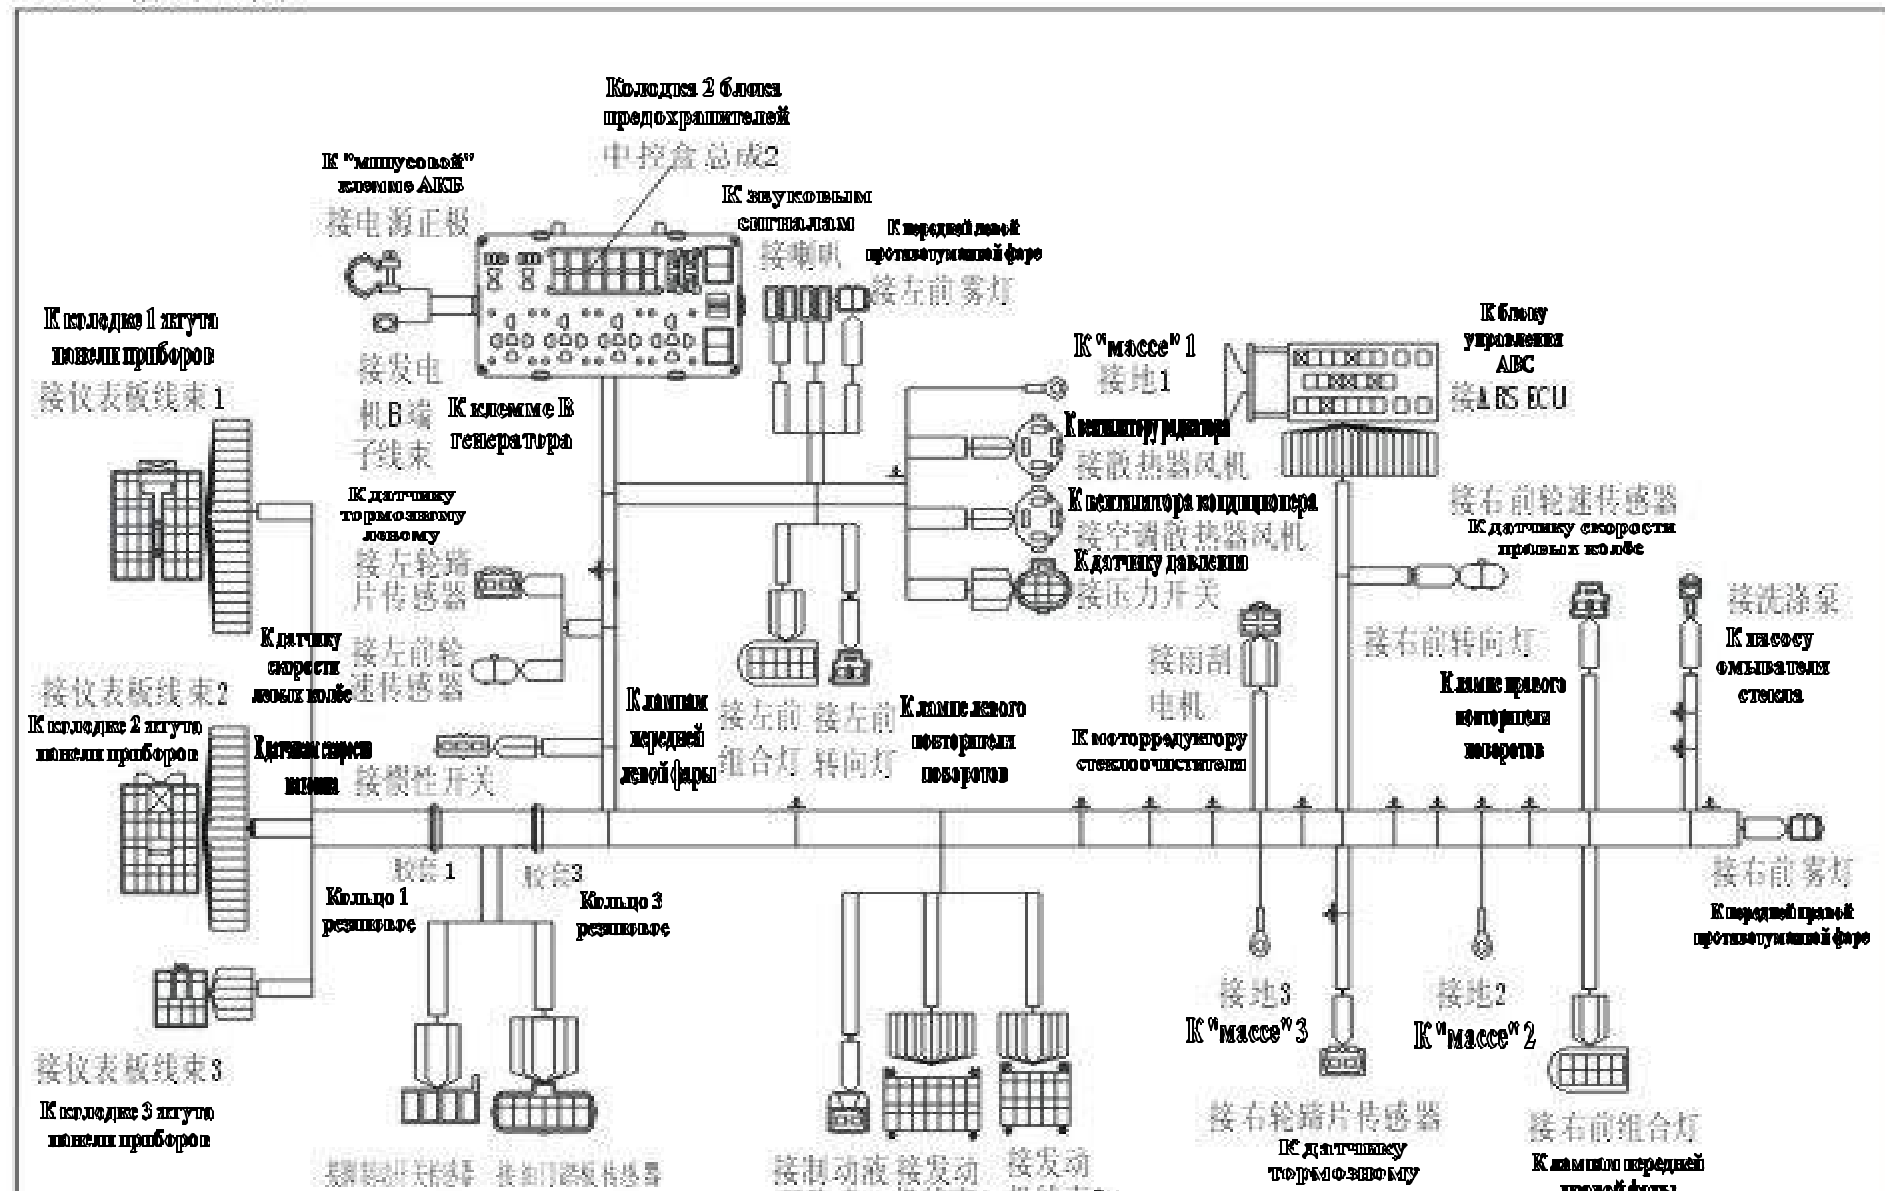 Колодка 2 блока
предохранителей
中控盒总成2
К "минусовой"
клемме АКБ
接电源正极
К звуковым
сигналам
接喇叭
К передней левой
противотуманной фаре
接左前雾灯
К колодке 1 жгута
панели приборов
接仪表板线束1
接发电
机B端
子线束
К клемме В
генератора
К "массе" 1
接地1
К блоку
управления
АБС
接ABS ECU
К вентилятору радиатора
接散热器风机
К вентилятора кондиционера
接空调散热器风机
К датчику давления
接压力开关
К датчику
тормозному
левому
接左轮蹄
片传感器
接右前轮速传感器
К датчику скорости
правых колёс
К датчику
скорости
левых колёс
接左前轮
速传感器
接仪表板线束2
К колодке 2 жгута
панели приборов
接惯性开关
К лампам
передней
левой фары
接左前
组合灯
接左前
转向灯
К лампе левого
повторителя
поворотов
接雨刮
电机
К моторредуктору
стеклоочистителя
接右前转向灯
К лампе правого
повторителя
поворотов
接洗涤泵
К насосу
омывателя
стекла
胶套1
Кольцо 1
резиновое
胶套3
Кольцо 3
резиновое
接右前雾灯
К передней правой
противотуманной фаре
接地3
К "массе" 3
接地2
К "массе" 2
接仪表板线束3
К колодке 3 жгута
панели приборов
接制动液
接发动
接发动
接右轮蹄片传感器
К датчику
тормозному
接右前组合灯
К лампам передней